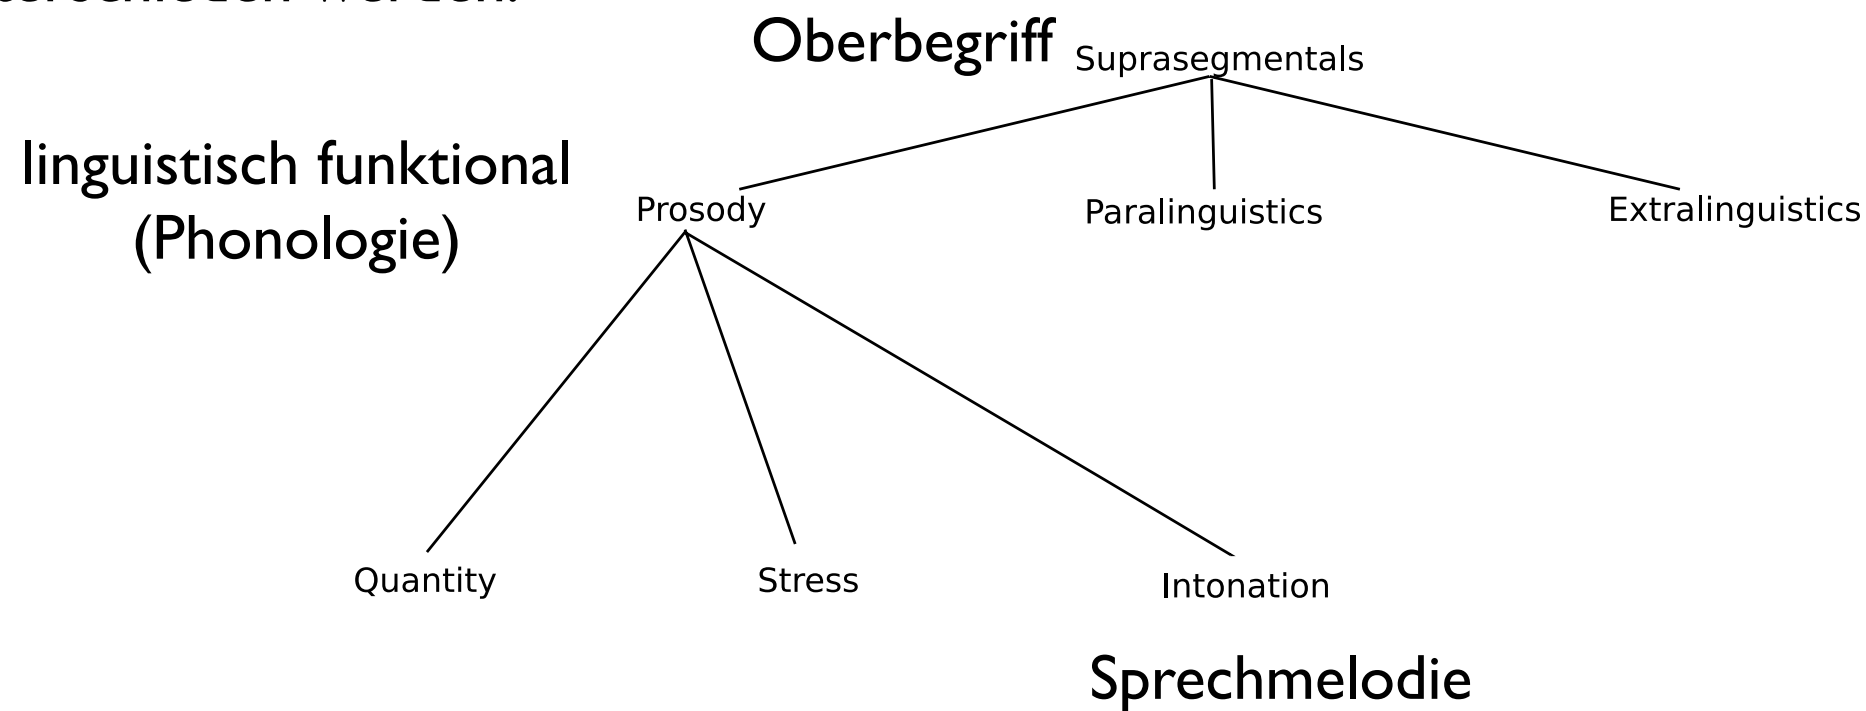 Oberbegriff
Suprasegmentals
linguistisch funktional
(Phonologie)
Prosody
Paralinguistics
Extralinguistics
Quantity
Stress
Intonation
Sprechmelodie